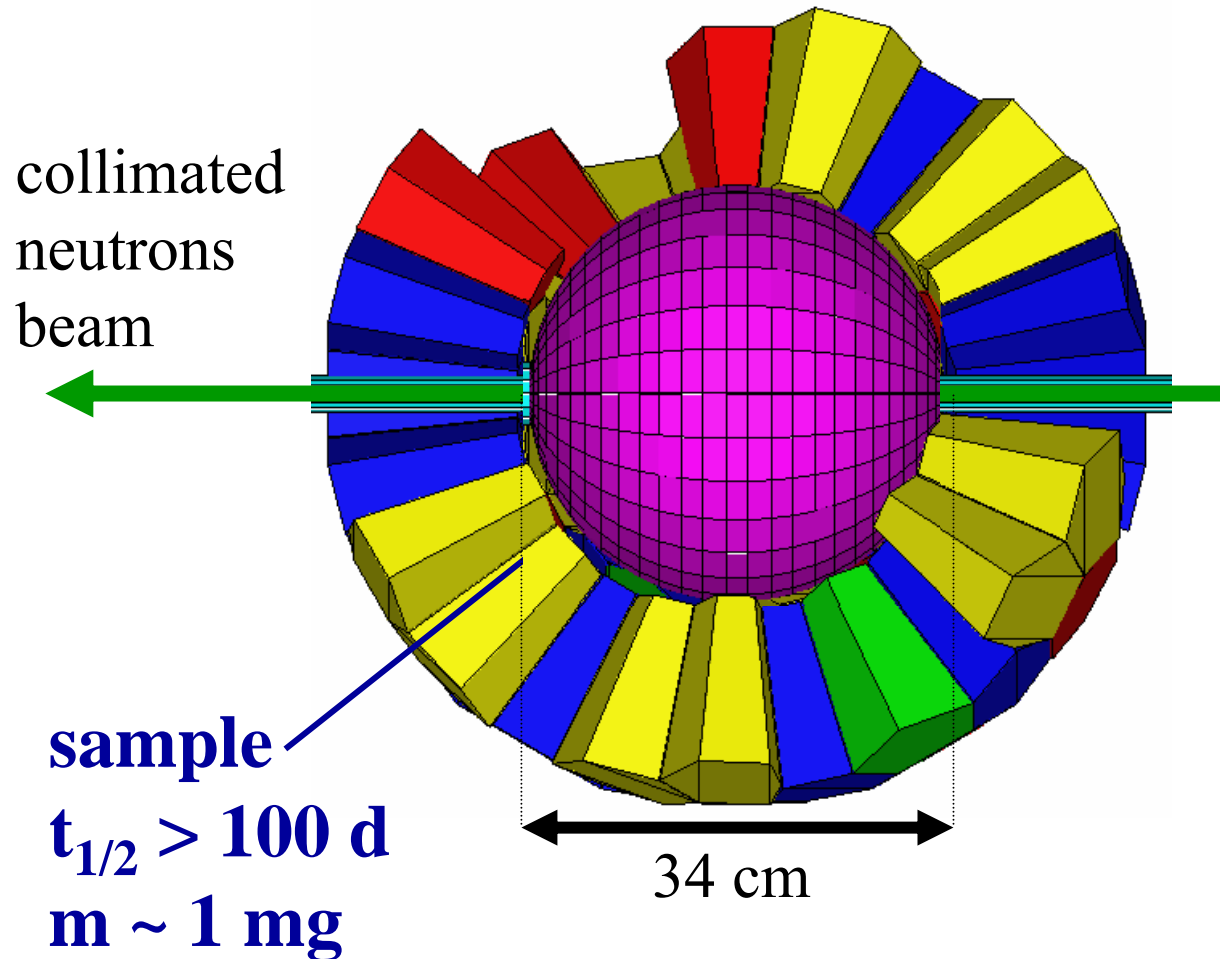 collimated
neutrons
beam
sample
t₁/₂ > 100 d
m ~ 1 mg
34 cm